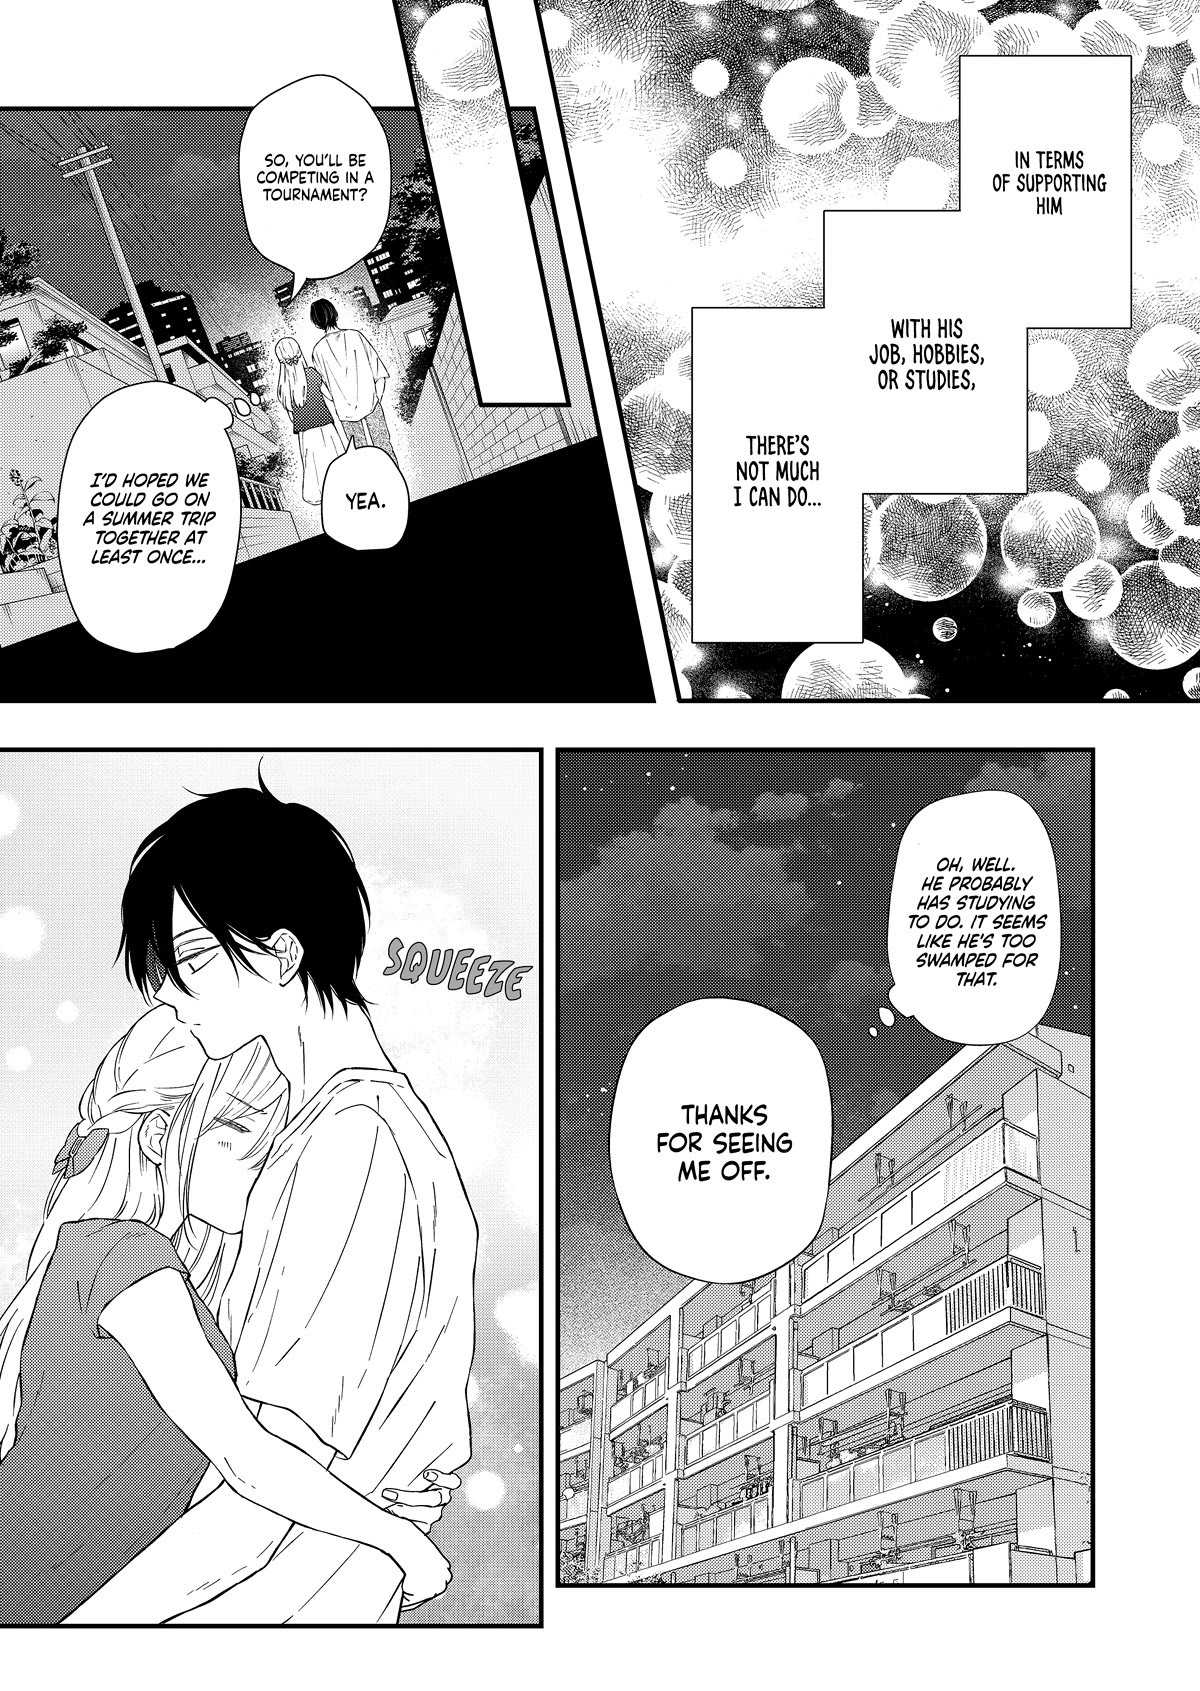 IN TERMS
OF SUPPORTING
HIM
WITH HIS
JOB, HOBBIES,
OR STUDIES,
THERE'S
NOT MUCH
I CAN DO...
SO, YOU'LL BE
COMPETING IN A
TOURNAMENT?
YEA.
I'D HOPED WE
COULD GO ON
A SUMMER TRIP
TOGETHER AT
LEAST ONCE...
OH, WELL.
HE PROBABLY
HAS STUDYING
TO DO. IT SEEMS
LIKE HE'S TOO
SWAMPED FOR
THAT.
THANKS
FOR SEEING
ME OFF.
SQUEEZE